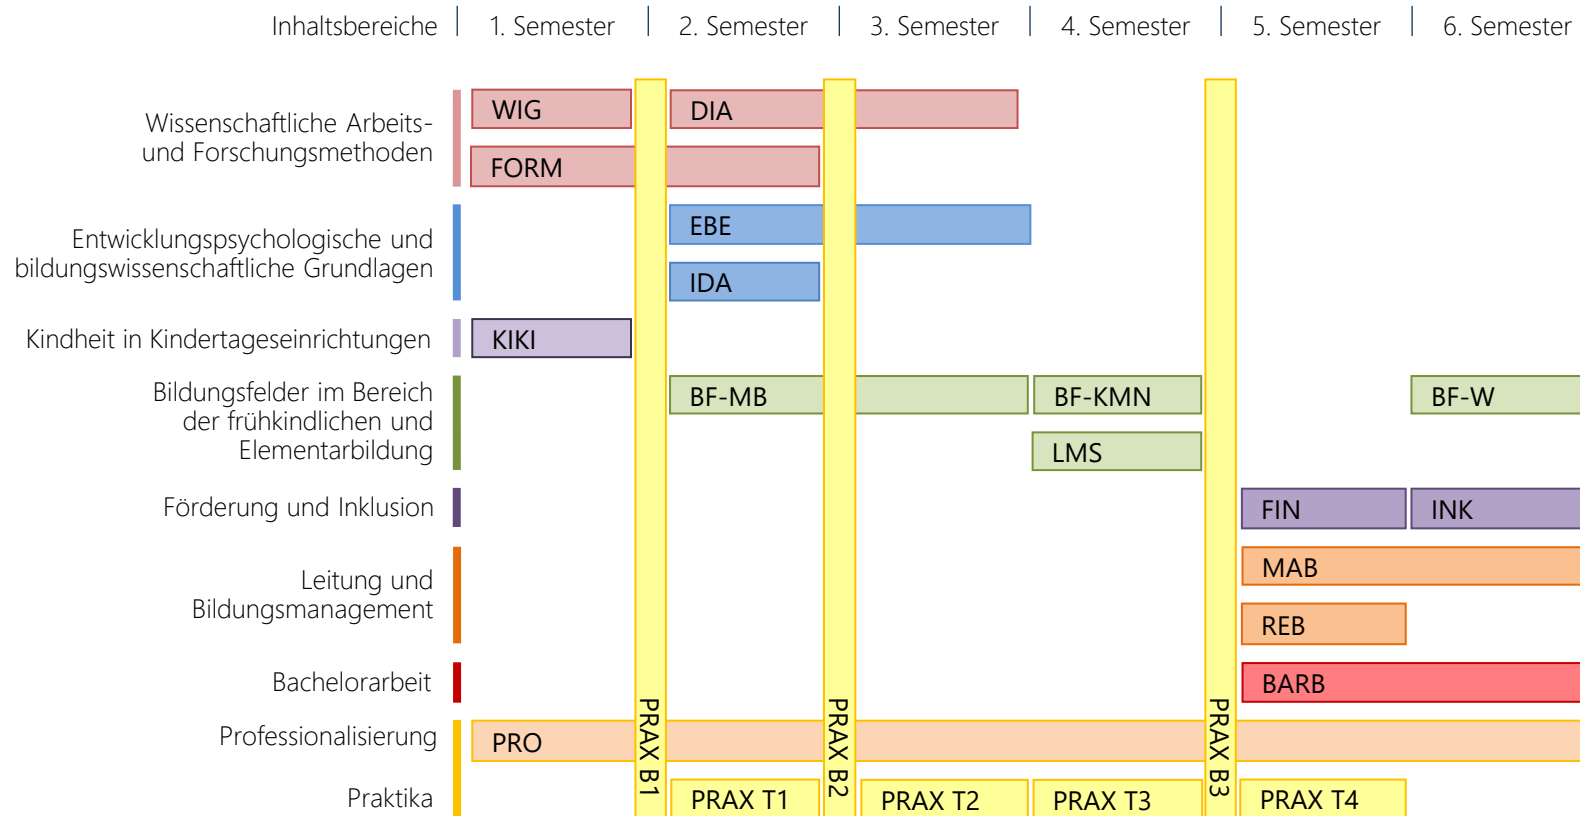 Inhaltsbereiche 1. Semester 2. Semester 3. Semester 4. Semester 5. Semester 6. Semester
Wissenschaftliche Arbeits-
und Forschungsmethoden
WIG DIA
FORM
Entwicklungspsychologische und
bildungswissenschaftliche Grundlagen
EBE
IDA
Kindheit in Kindertageseinrichtungen
KIKI
Bildungsfelder im Bereich
der frühkindlichen und
Elementarbildung
BF-MB BF-KMN BF-W
LMS
Förderung und Inklusion
FIN INK
Leitung und
Bildungsmanagement
MAB
REB
Bachelorarbeit
BARB
Professionalisierung
PRO
PRAX B1
PRAX B2
PRAX B3
Praktika
PRAX T1 PRAX T2 PRAX T3 PRAX T4